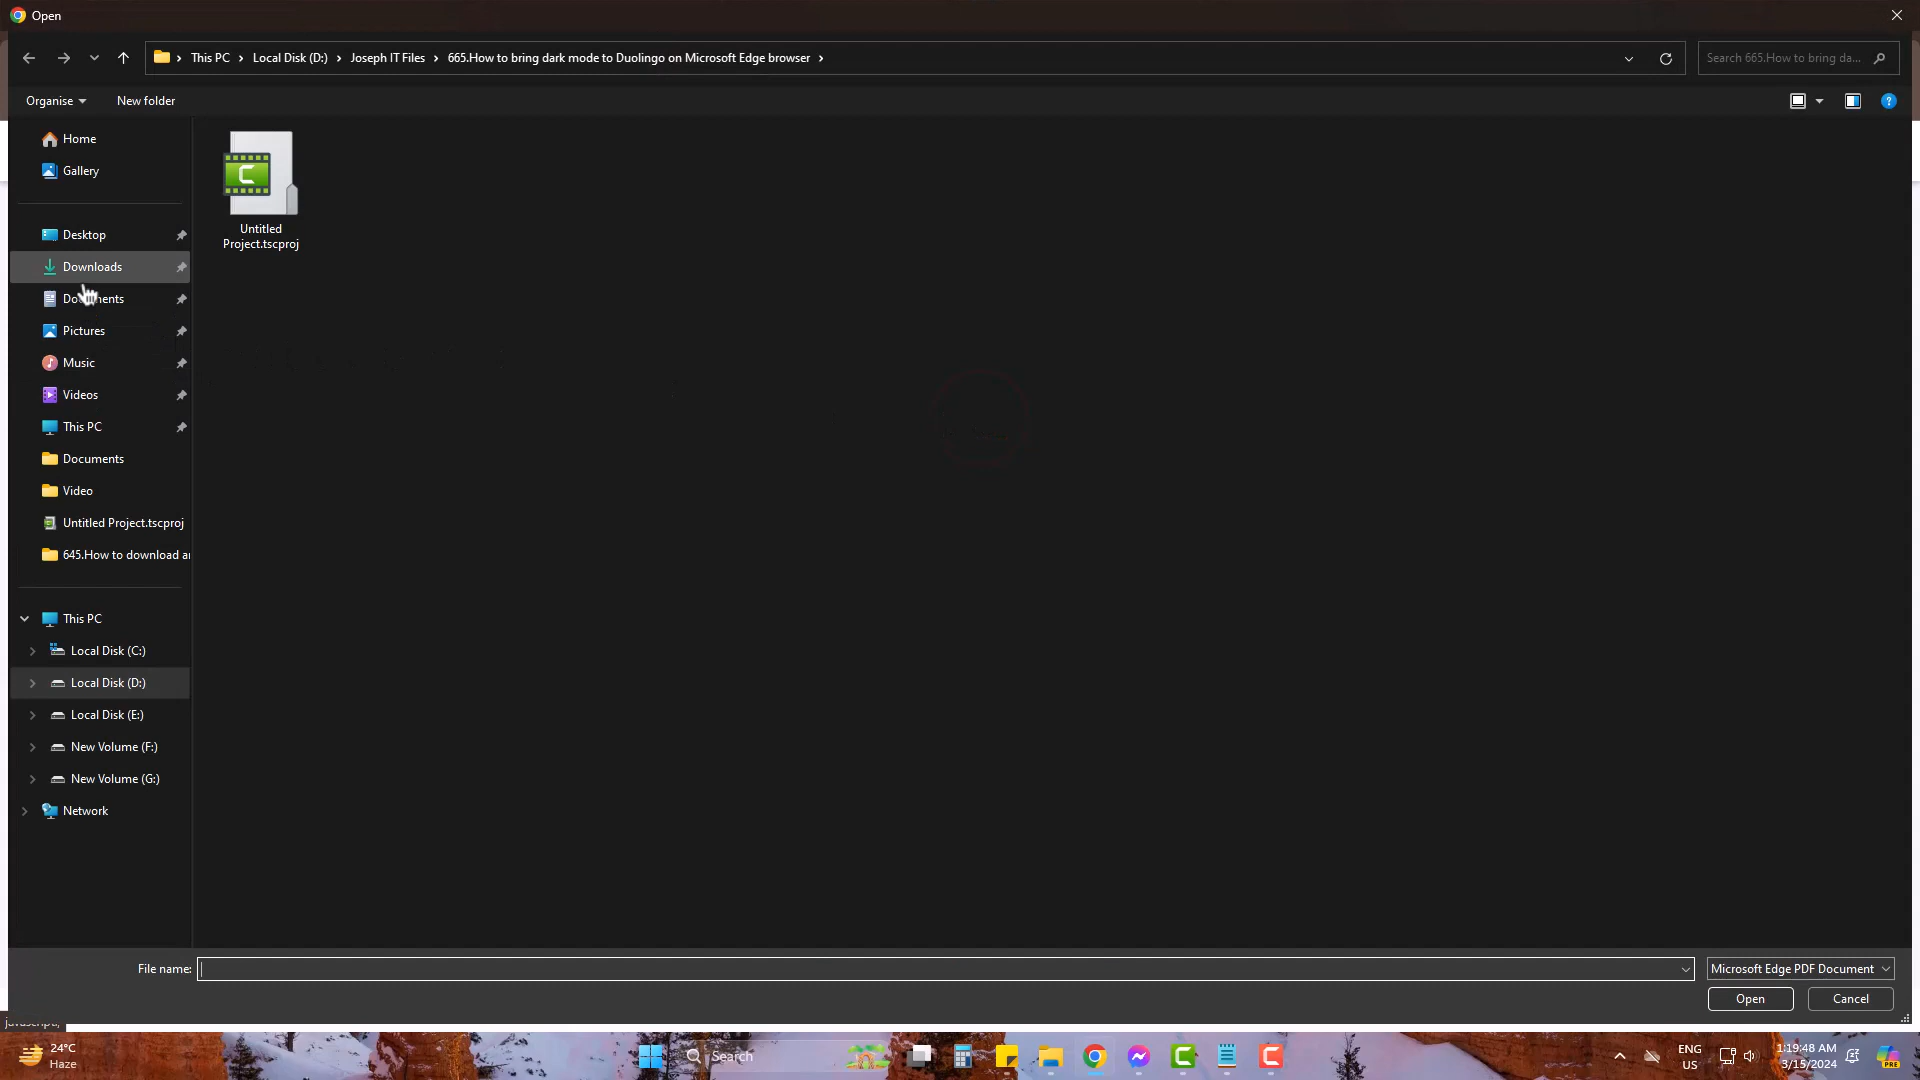 Open
This PC
Local Disk (D:)
Joseph IT Files
665.How to bring dark mode to Duolingo on Microsoft Edge browser
Search 665.How to bring da...
Organise
New folder
Home
Gallery
Desktop
Downloads
Documents
Pictures
Music
Videos
This PC
Documents
Video
Untitled Project.tscproj
645.How to download a
This PC
Local Disk (C:)
Local Disk (D:)
Local Disk (E:)
New Volume (F:)
New Volume (G:)
Network
C
Untitled
Project.tscproj
File name:
Microsoft Edge PDF Document
Open
Cancel
24°C
Haze
Search
ENG
US
1:19:48 AM
3/15/2024
PRE